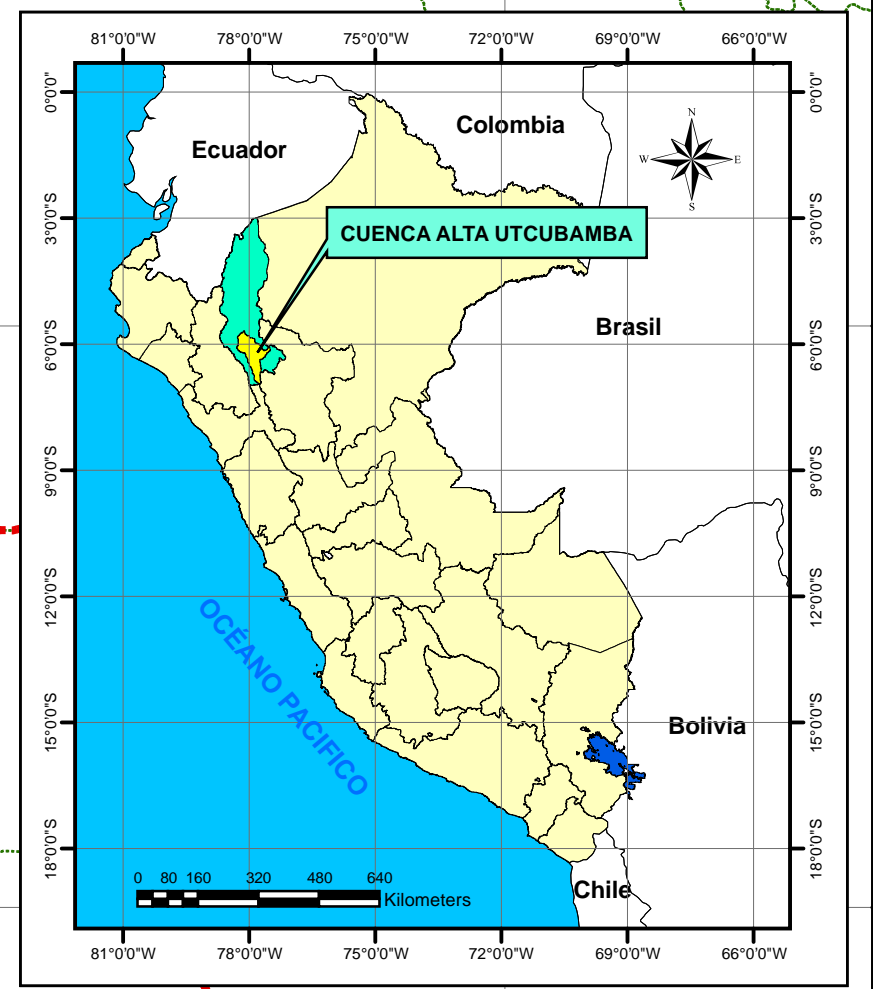 81°0'0"W 78°0'0"W 75°0'0"W 72°0'0"W 69°0'0"W 66°0'0"W
0°0'0" 0°0'0"
Colombia
Ecuador
N
W E
S
3°0'0"S 3°0'0"S
CUENCA ALTA UTCUBAMBA
Brasil
6°0'0"S 6°0'0"S
9°0'0"S 9°0'0"S
12°0'0"S 12°0'0"S
OCÉANO PACIFICO
15°0'0"S 15°0'0"S
Bolivia
18°0'0"S 18°0'0"S
0 80 160 320 480 640
Kilometers
Chile
81°0'0"W 78°0'0"W 75°0'0"W 72°0'0"W 69°0'0"W 66°0'0"W